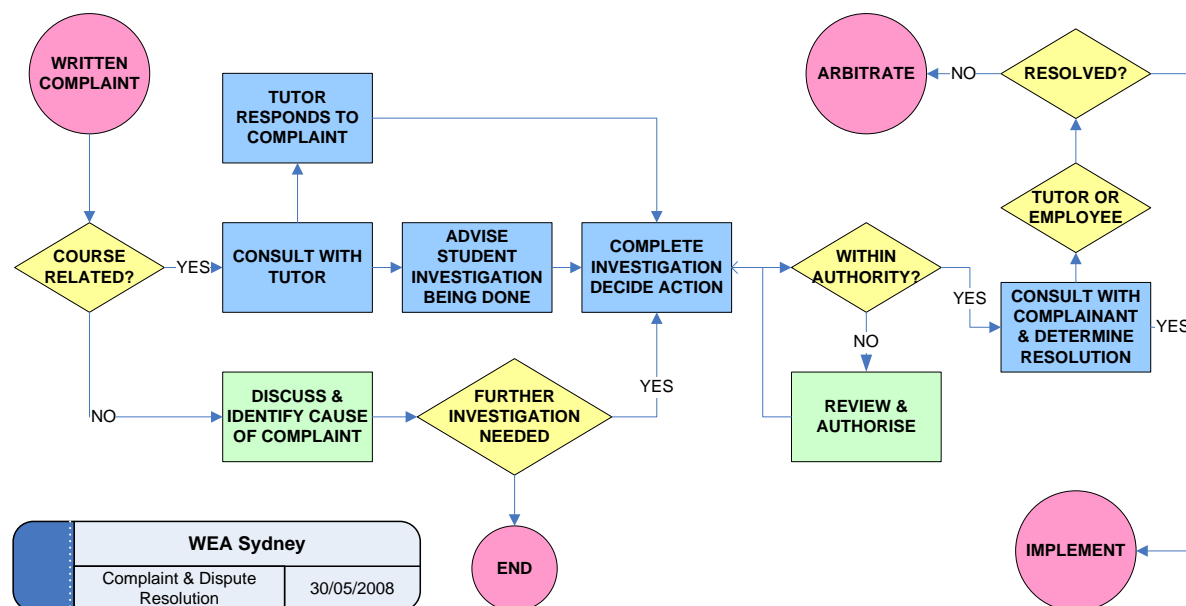 WRITTEN
COMPLAINT
TUTOR
RESPONDS TO
COMPLAINT
ARBITRATE
NO
RESOLVED?
TUTOR OR
EMPLOYEE
COURSE
RELATED?
YES
CONSULT WITH
TUTOR
ADVISE
STUDENT
INVESTIGATION
BEING DONE
COMPLETE
INVESTIGATION
DECIDE ACTION
WITHIN
AUTHORITY?
YES
CONSULT WITH
COMPLAINANT
& DETERMINE
RESOLUTION
YES
NO
NO
DISCUSS &
IDENTIFY CAUSE
OF COMPLAINT
FURTHER
INVESTIGATION
NEEDED
YES
REVIEW &
AUTHORISE
END
IMPLEMENT
WEA Sydney
Complaint & Dispute
Resolution
30/05/2008